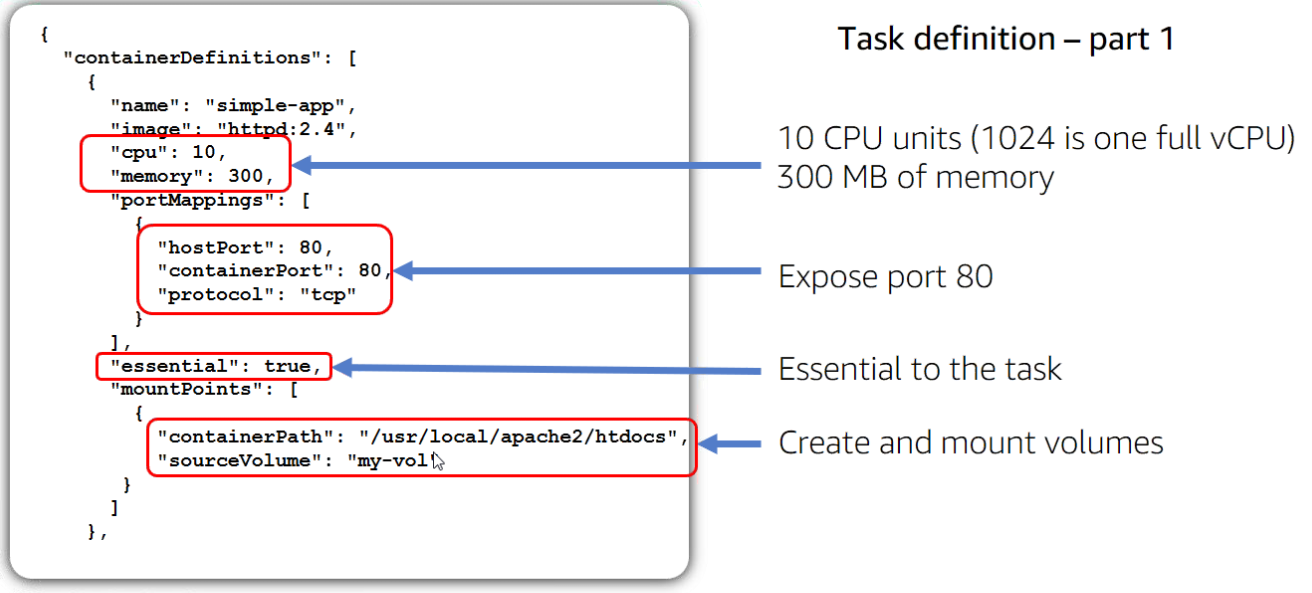 {
"containerDefinitions": [
{
"name": "simple-app",
"image": "httpd:2.4",
"cpu": 10,
"memory": 300,
"portMappings": [
{
"hostPort": 80,
"containerPort": 80,
"protocol": "tcp"
}
],
"essential": true,
"mountPoints": [
{
"containerPath": "/usr/local/apache2/htdocs",
"sourceVolume": "my-vol"
}
]
},
Task definition – part 1
10 CPU units (1024 is one full vCPU)
300 MB of memory
Expose port 80
Essential to the task
Create and mount volumes